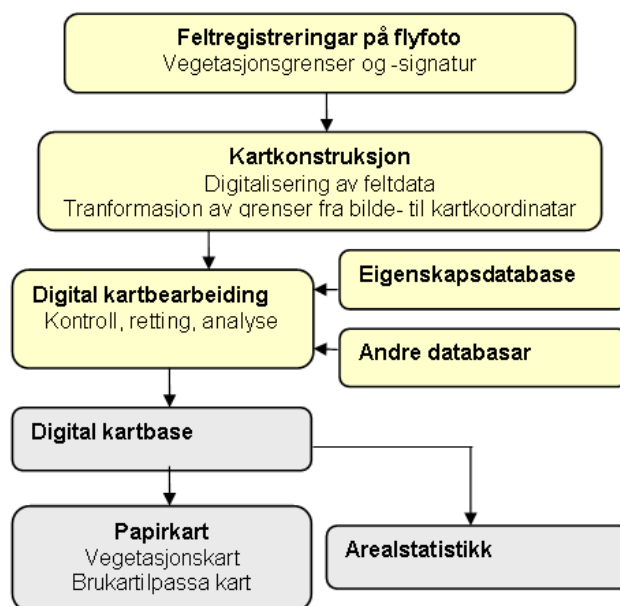 Feltregistreringar på flyfoto
Vegetasjonsgrenser og -signatur
Kartkonstruksjon
Digitalisering av feltdata
Tranformasjon av grenser fra bilde- til kartkoordinatar
Digital kartbearbeiding
Kontroll, retting, analyse
Eigenskapsdatabase
Andre databasar
Digital kartbase
Papirkart
Vegetasjonskart
Brukartilpassa kart
Arealstatistikk